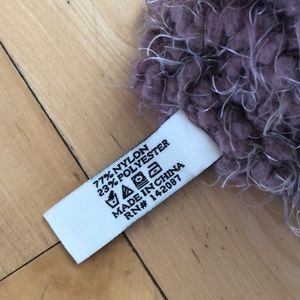 77% NYLON
23% POLYESTER
MADE IN CHINA
RN# 142087